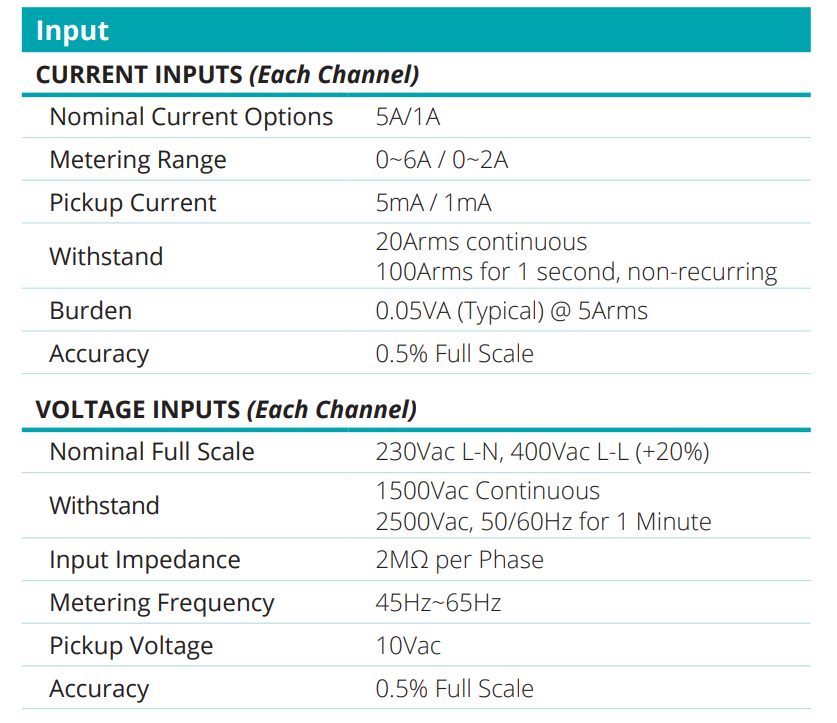 Input
CURRENT INPUTS (Each Channel)
Nominal Current Options 5A/1A
Metering Range 0~6A / 0~2A
Pickup Current 5mA / 1mA
Withstand 20Arms continuous
100Arms for 1 second, non-recurring
Burden 0.05VA (Typical) @ 5Arms
Accuracy 0.5% Full Scale
VOLTAGE INPUTS (Each Channel)
Nominal Full Scale 230Vac L-N, 400Vac L-L (+20%)
Withstand 1500Vac Continuous
2500Vac, 50/60Hz for 1 Minute
Input Impedance 2MΩ per Phase
Metering Frequency 45Hz~65Hz
Pickup Voltage 10Vac
Accuracy 0.5% Full Scale